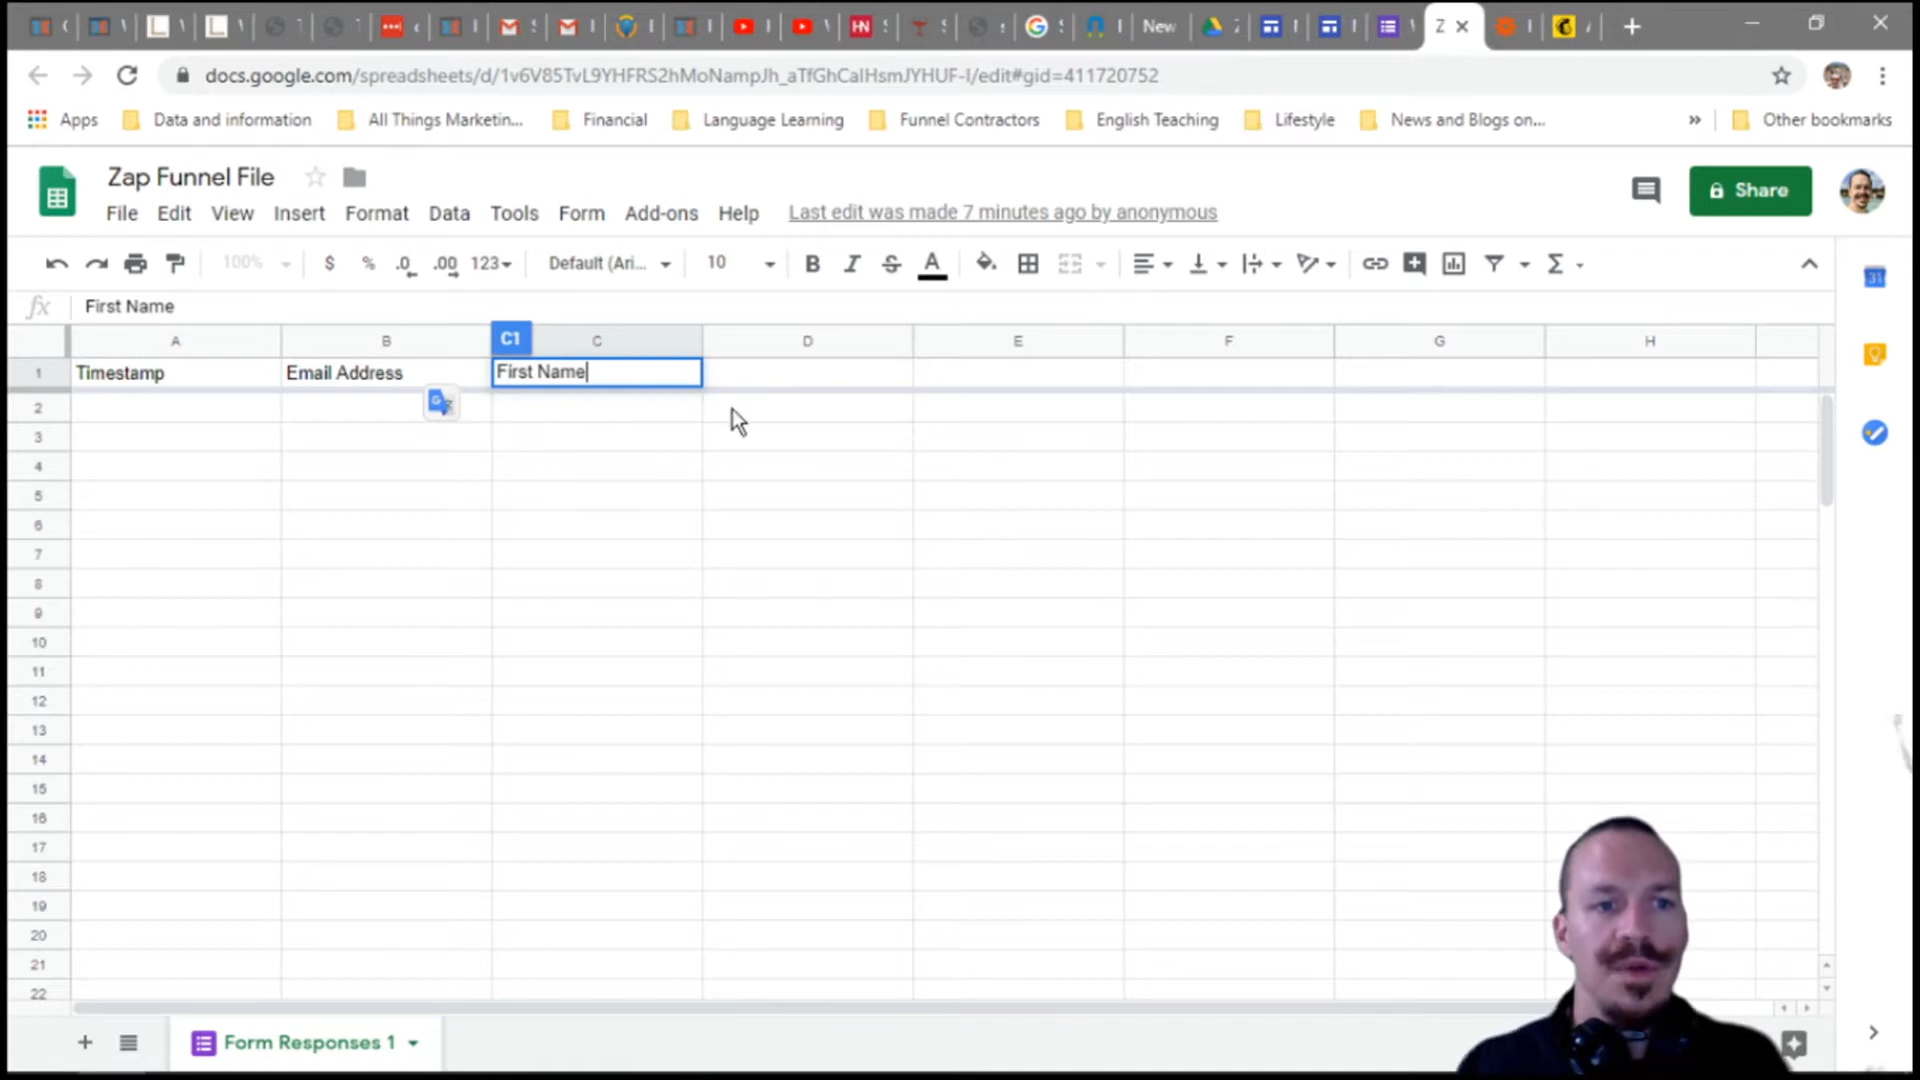 New
Z
docs.google.com/spreadsheets/d/1v6V85TvL9YHFRS2hMoNampJh_aTfGhCaIHsmJYHUF-I/edit#gid=411720752
Apps Data and information All Things Marketin... Financial Language Learning Funnel Contractors English Teaching Lifestyle News and Blogs on... » Other bookmarks
Zap Funnel File
Share
File Edit View Insert Format Data Tools Form Add-ons Help Last edit was made 7 minutes ago by anonymous
100% $ % .0 .00 123 Default (Ari... 10 B I S A Σ
31
fx First Name
C1
A B C D E F G H
1 Timestamp Email Address First Name
2
3
4
5
6
7
8
9
10
11
12
13
14
15
16
17
18
19
20
21
22
Form Responses 1